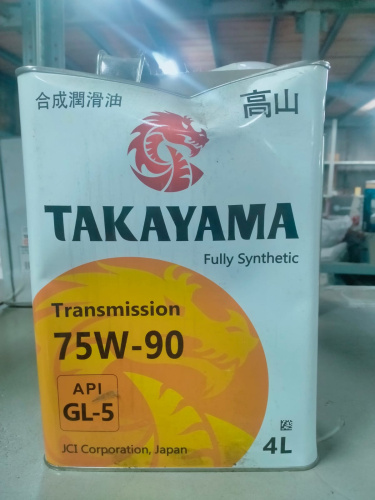 合成潤滑油
高山
TAKAYAMA
Fully Synthetic
Transmission
75W-90
API
GL-5
JCI Corporation, Japan
4L